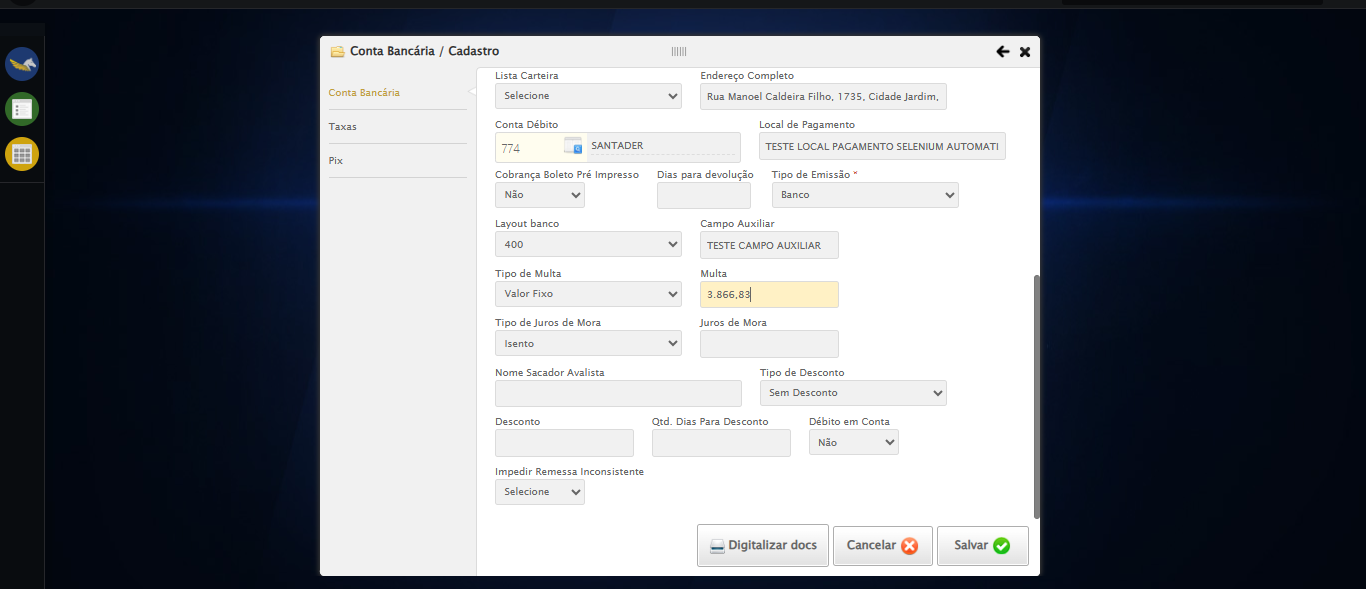 Conta Bancária / Cadastro
Conta Bancária
Taxas
Pix
Lista Carteira
Endereço Completo
Selecione
Rua Manoel Caldeira Filho, 1735, Cidade Jardim,
Conta Débito
Local de Pagamento
774
SANTADER
TESTE LOCAL PAGAMENTO SELENIUM AUTOMATI
Cobrança Boleto Pré Impresso
Dias para devolução
Tipo de Emissão *
Não
Banco
Layout banco
Campo Auxiliar
400
TESTE CAMPO AUXILIAR
Tipo de Multa
Multa
Valor Fixo
3.866,83
Tipo de Juros de Mora
Juros de Mora
Isento
Nome Sacador Avalista
Tipo de Desconto
Sem Desconto
Desconto
Qtd. Dias Para Desconto
Débito em Conta
Não
Impedir Remessa Inconsistente
Selecione
Digitalizar docs
Cancelar
Salvar